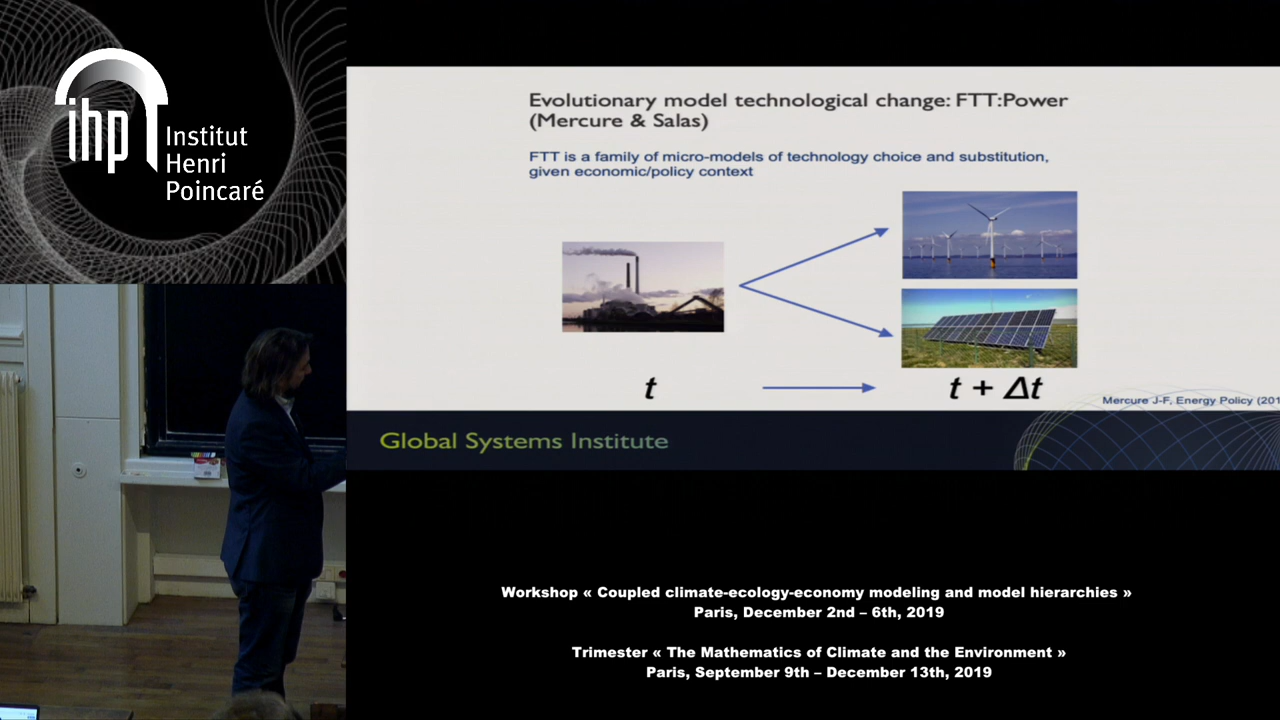 ihp
Institut
Henri
Poincaré
Evolutionary model technological change: FTT:Power
(Mercure & Salas)
FTT is a family of micro-models of technology choice and substitution,
given economic/policy context
t
t + Δt
Mercure J-F, Energy Policy (201
Global Systems Institute
Workshop « Coupled climate-ecology-economy modeling and model hierarchies »
Paris, December 2nd – 6th, 2019
Trimester « The Mathematics of Climate and the Environment »
Paris, September 9th – December 13th, 2019